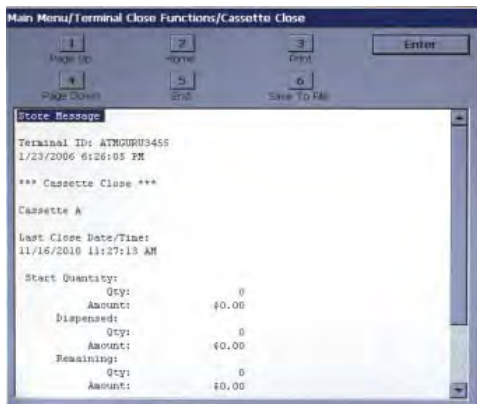 Main Menu/Terminal Close Functions/Cassette Close
1 2 3 Enter
Page Up Home Print
4 5 6
Page Down End Save To File
Store Message
Terminal ID: ATMGURU3455
1/23/2006 6:26:05 PM
*** Cassette Close ***
Cassette A
Last Close Date/Time:
11/16/2010 11:27:13 AM
Start Quantity:
Qty: 0
Amount: $0.00
Dispensed:
Qty: 0
Amount: $0.00
Remaining:
Qty: 0
Amount: $0.00